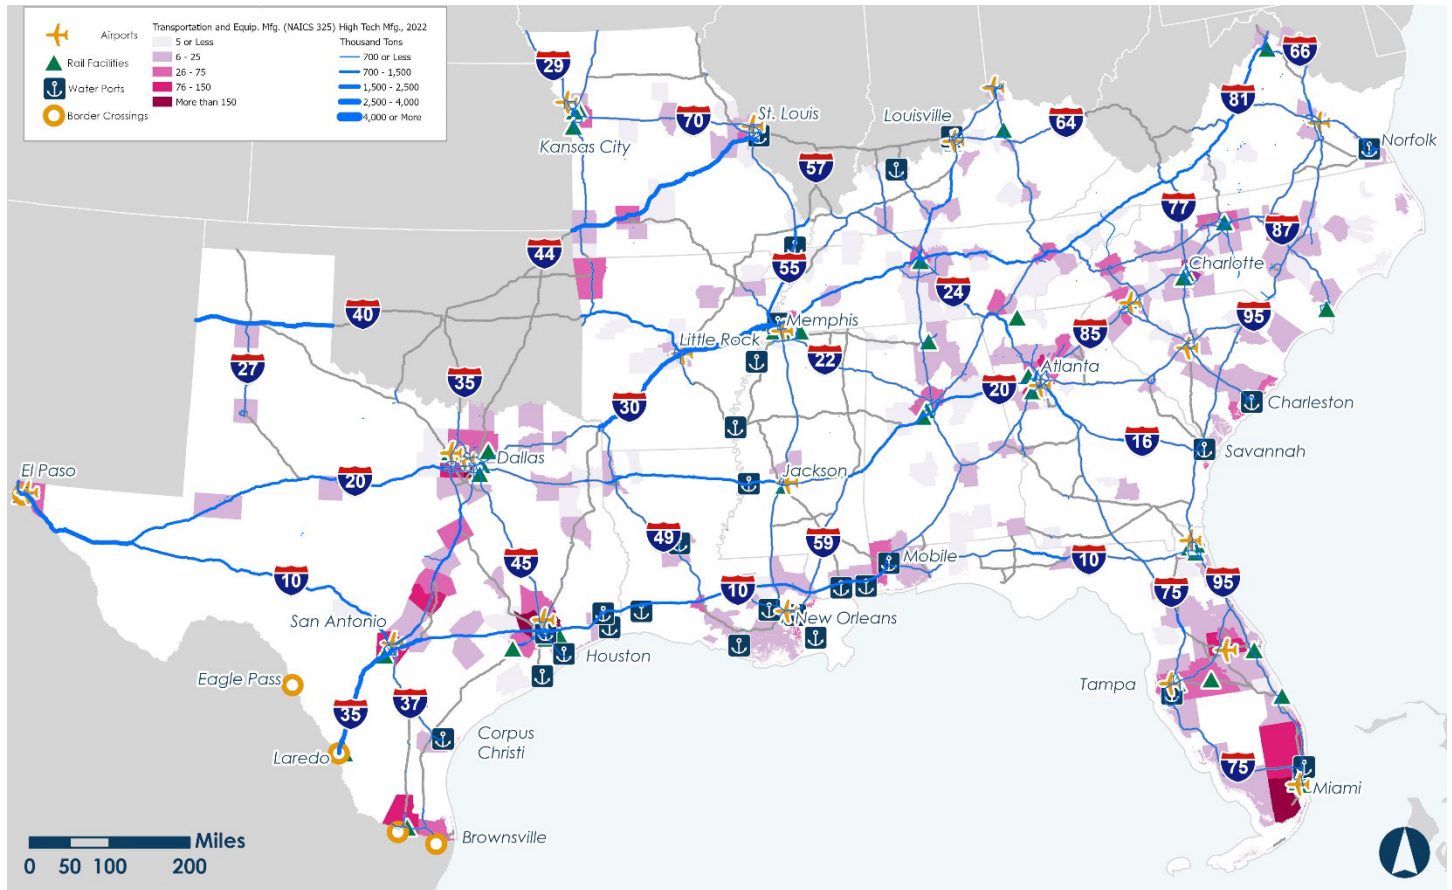 Airports
Rail Facilities
Water Ports
Border Crossings
Transportation and Equip. Mfg. (NAICS 325)
5 or Less
6 - 25
26 - 75
76 - 150
More than 150
High Tech Mfg., 2022
Thousand Tons
700 or Less
700 - 1,500
1,500 - 2,500
2,500 - 4,000
4,000 or More
29
70
St. Louis
Louisville
64
81
66
Norfolk
Kansas City
57
77
87
44
55
24
Charlotte
40
Memphis
Little Rock
22
85
95
27
35
30
20
Atlanta
Charleston
16
Savannah
El Paso
20
Dallas
Jackson
49
59
Mobile
10
10
45
10
New Orleans
75
95
San Antonio
Houston
Eagle Pass
35
37
Tampa
Laredo
Corpus
Christi
75
Miami
Brownsville
Miles
0 50 100 200